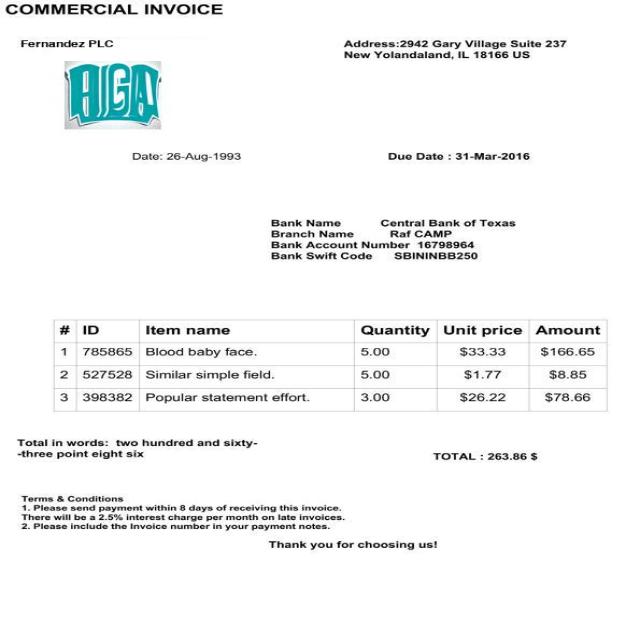 COMMERCIAL INVOICE
Fernandez PLC
Address:2942 Gary Village Suite 237
New Yolandaland, IL 18166 US
Date: 26-Aug-1993
Due Date : 31-Mar-2016
Bank Name Central Bank of Texas
Branch Name Raf CAMP
Bank Account Number 16798964
Bank Swift Code SBININBB250
# ID Item name Quantity Unit price Amount
1 785865 Blood baby face. 5.00 $33.33 $166.65
2 527528 Similar simple field. 5.00 $1.77 $8.85
3 398382 Popular statement effort. 3.00 $26.22 $78.66
Total in words: two hundred and sixty-
-three point eight six
TOTAL : 263.86 $
Terms & Conditions
1. Please send payment within 8 days of receiving this invoice.
There will be a 2.5% interest charge per month on late invoices.
2. Please include the Invoice number in your payment notes.
Thank you for choosing us!